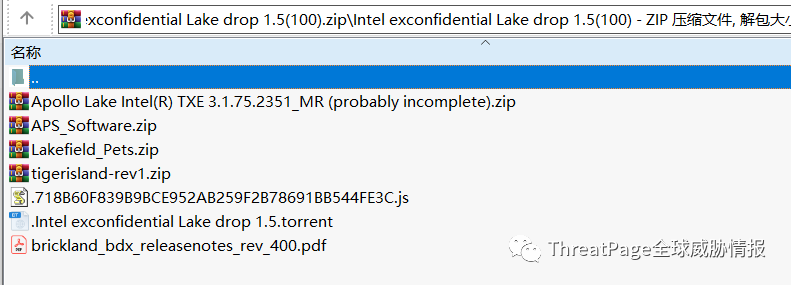 exconfidential Lake drop 1.5(100).zip\Intel exconfidential Lake drop 1.5(100) - ZIP 压缩文件, 解包大小
名称
..
Apollo Lake Intel(R) TXE 3.1.75.2351_MR (probably incomplete).zip
APS_Software.zip
Lakefield_Pets.zip
tigerisland-rev1.zip
.718B60F839B9BCE952AB259F2B78691BB544FE3C.js
.Intel exconfidential Lake drop 1.5.torrent
brickland_bdx_releasenotes_rev_400.pdf
ThreatPage全球威胁情报